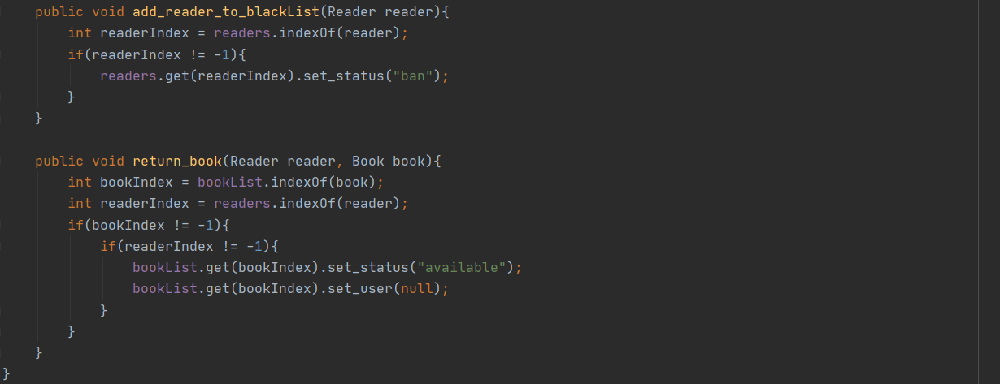 public void add_reader_to_blackList(Reader reader){
int readerIndex = readers.indexOf(reader);
if(readerIndex != -1){
readers.get(readerIndex).set_status("ban");
}
}
public void return_book(Reader reader, Book book){
int bookIndex = bookList.indexOf(book);
int readerIndex = readers.indexOf(reader);
if(bookIndex != -1){
if(readerIndex != -1){
bookList.get(bookIndex).set_status("available");
bookList.get(bookIndex).set_user(null);
}
}
}
}